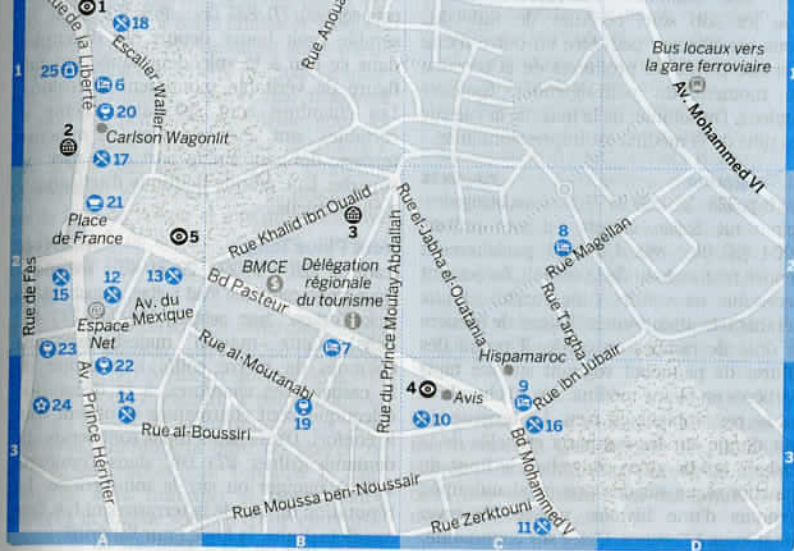 1
18
Rue de la Liberté
Escalier Waller
Rue Anoua
Bus locaux vers
la gare ferroviaire
1
1
25
6
Av. Mohammed VI
20
2
Carlson Wagonlit
17
21
Place
de France
5
Rue Khalid ibn Oualid
3
Rue el-Jabha el-Ouatania
8
Rue Magellan
2
2
Rue de Fès
15
12
13
BMCE
Délégation
régionale
du tourisme
Bd Pasteur
Rue du Prince Moulay Abdallah
Av. du
Mexique
Espace
Net
Rue Targha
23
22
Rue al-Moutanabi
7
Hispamaroc
Rue ibn Jubair
24
14
Av. Prince Héritier
19
4
Avis
10
9
16
Rue al-Boussiri
3
3
Bd Mohammed V
Rue Moussa ben-Noussair
Rue Zerktouni
11
A
B
C
D